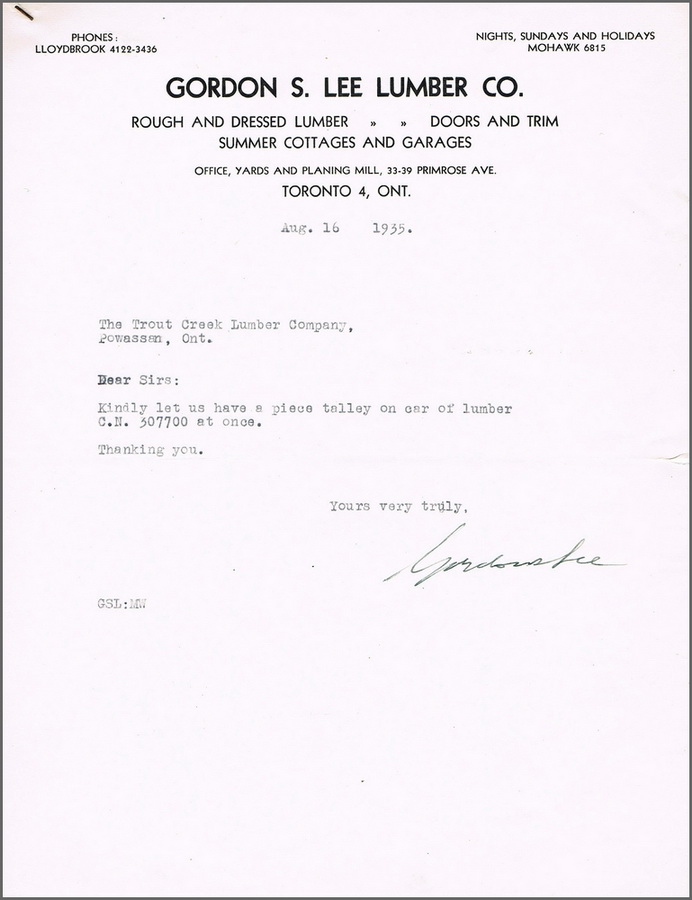 PHONES:
LLOYDBROOK 4122-3436
NIGHTS, SUNDAYS AND HOLIDAYS
MOHAWK 6815
GORDON S. LEE LUMBER CO.
ROUGH AND DRESSED LUMBER » » DOORS AND TRIM
SUMMER COTTAGES AND GARAGES
OFFICE, YARDS AND PLANING MILL, 33-39 PRIMROSE AVE.
TORONTO 4, ONT.
Aug. 16 1935.
The Trout Creek Lumber Company,
Powassan, Ont.
Dear Sirs:
Kindly let us have a piece talley on car of lumber
C.N. 307700 at once.
Thanking you.
Yours very truly,
Gordon S Lee
GSL:MW